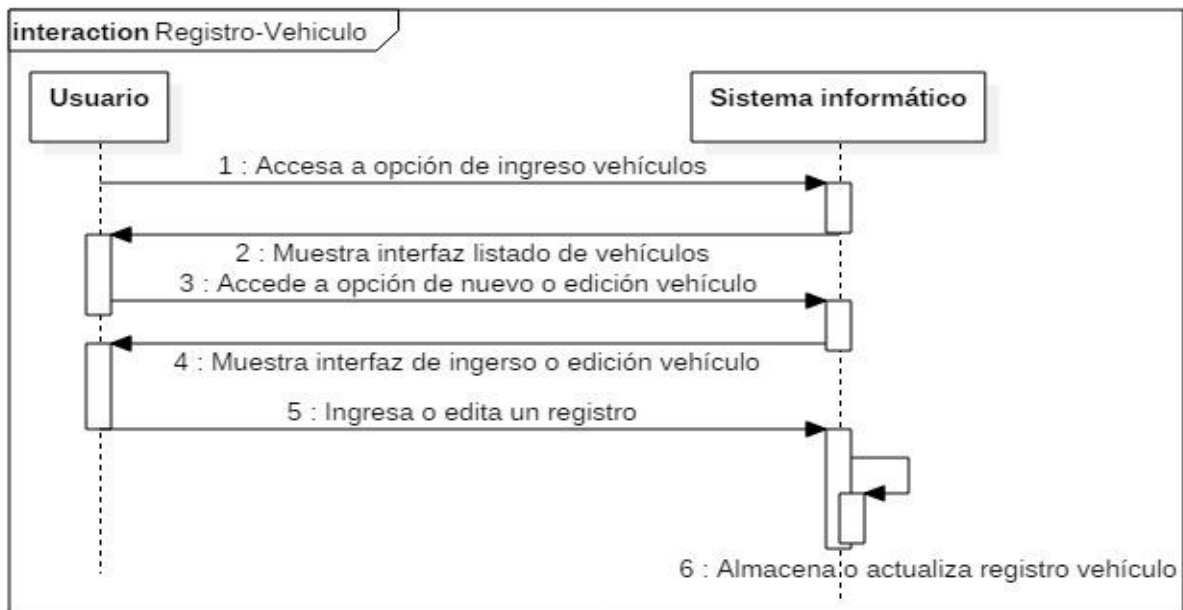 interaction Registro-Vehiculo
Usuario
Sistema informático
1 : Accesa a opción de ingreso vehículos
2 : Muestra interfaz listado de vehículos
3 : Accede a opción de nuevo o edición vehículo
4 : Muestra interfaz de ingerso o edición vehículo
5 : Ingresa o edita un registro
6 : Almacena o actualiza registro vehículo